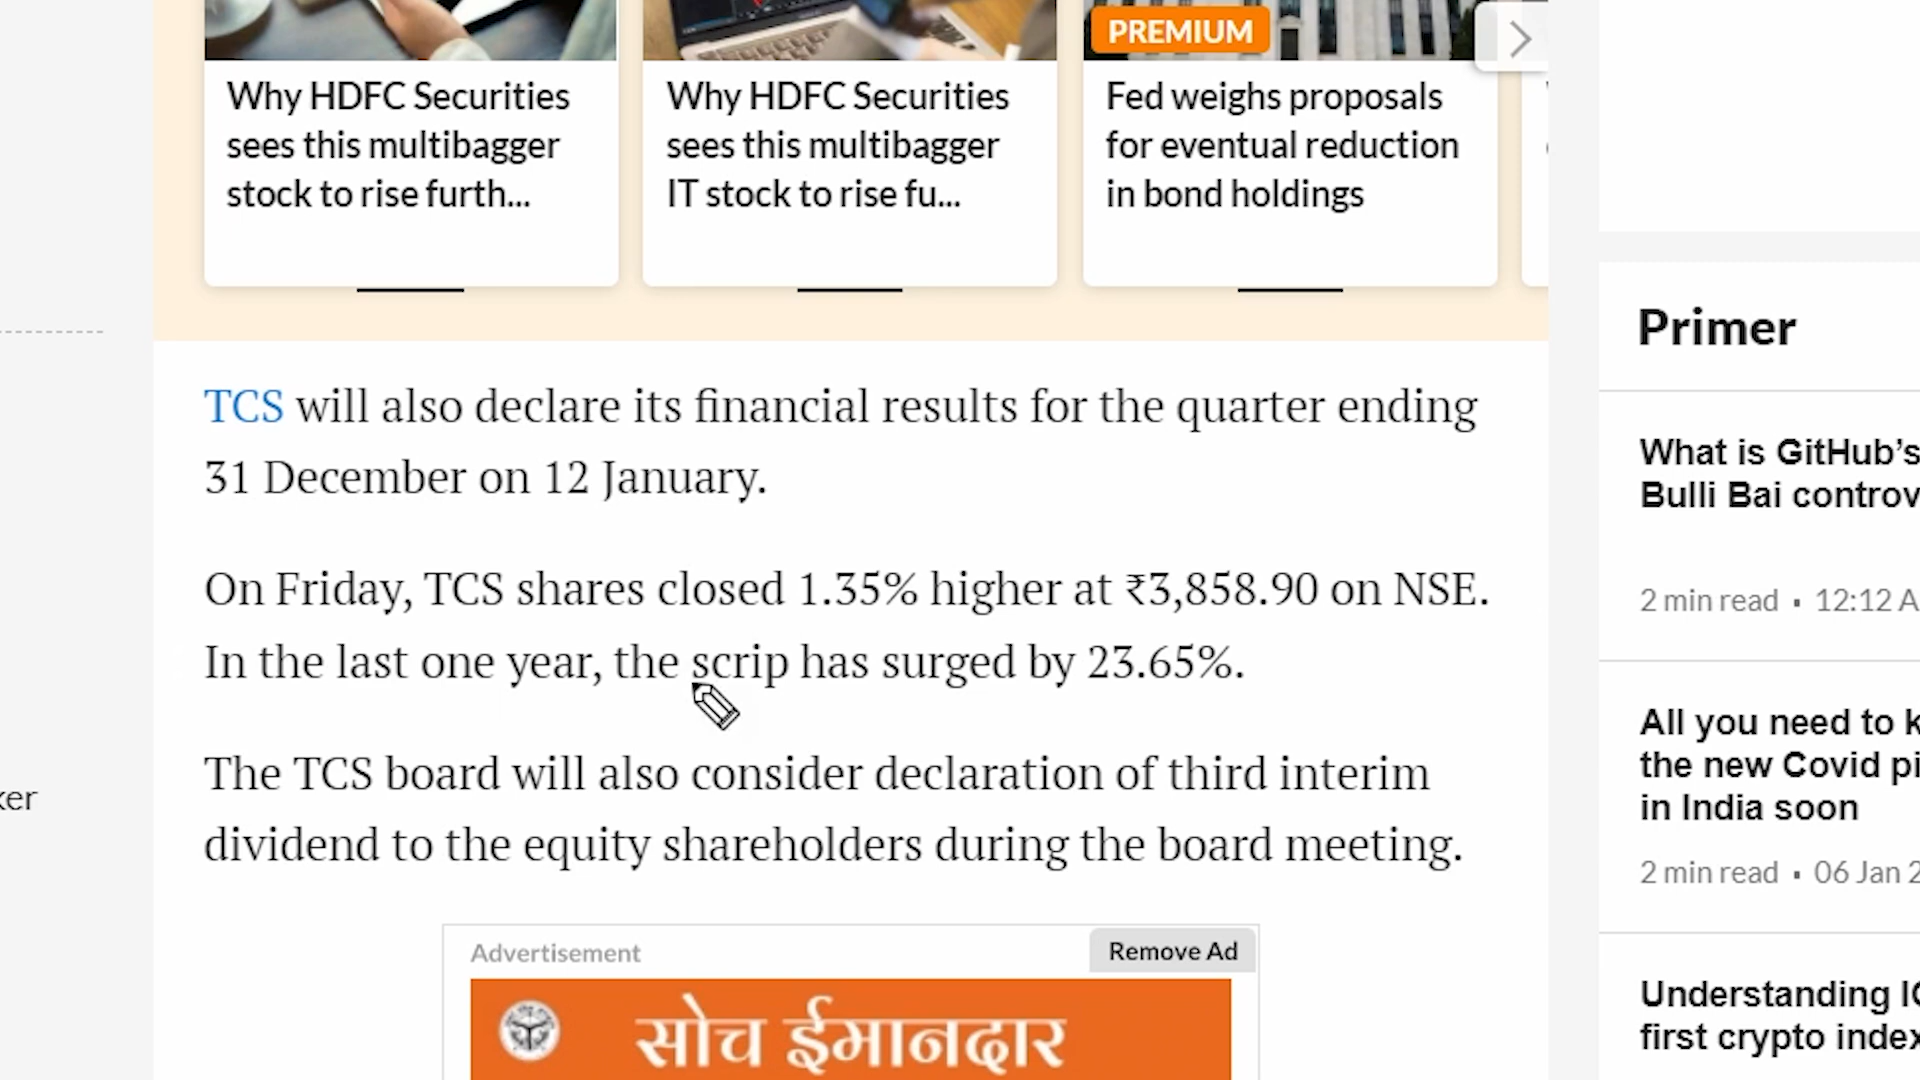 PREMIUM
Why HDFC Securities
sees this multibagger
stock to rise furth...
Why HDFC Securities
sees this multibagger
IT stock to rise fu...
Fed weighs proposals
for eventual reduction
in bond holdings
TCS will also declare its financial results for the quarter ending
31 December on 12 January.
On Friday, TCS shares closed 1.35% higher at ₹3,858.90 on NSE.
In the last one year, the scrip has surged by 23.65%.
The TCS board will also consider declaration of third interim
dividend to the equity shareholders during the board meeting.
Advertisement
Remove Ad
सोच ईमानदार
Primer
What is GitHub’s
Bulli Bai controv
2 min read ▪ 12:12 A
All you need to k
the new Covid pi
in India soon
2 min read ▪ 06 Jan 2
Understanding IC
first crypto index
ker